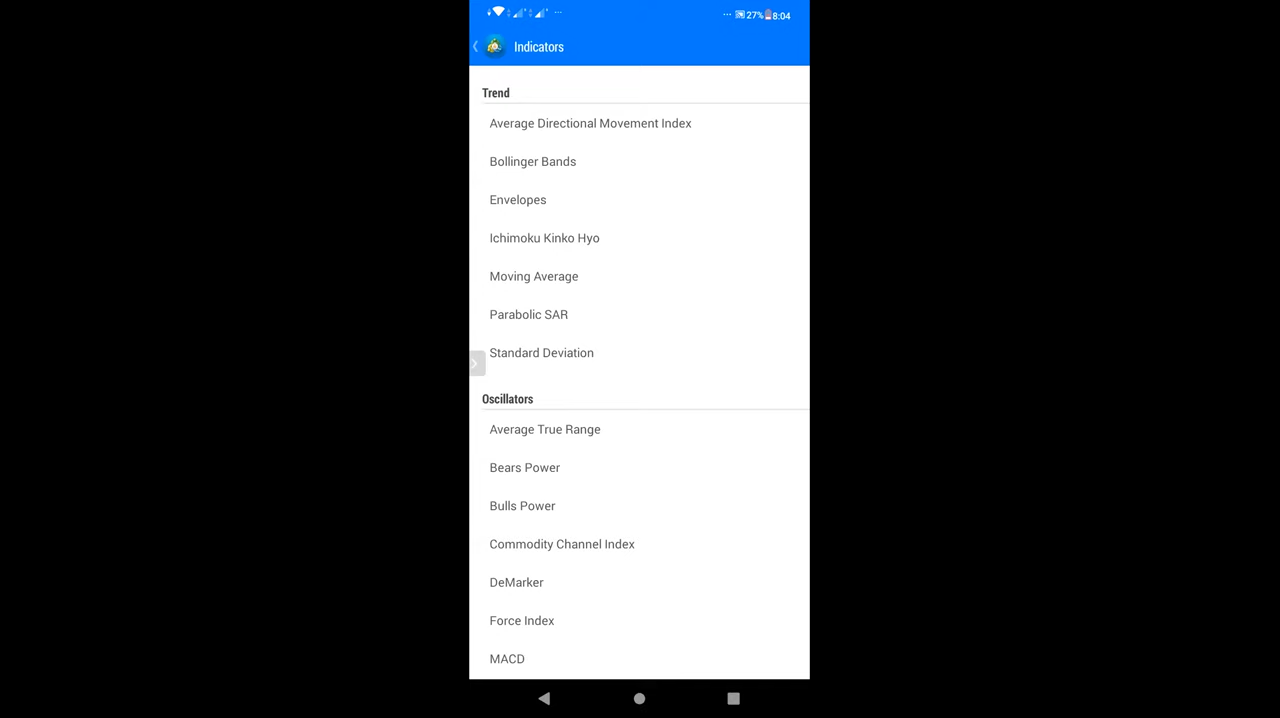 27% 8:04
Indicators
Trend
Average Directional Movement Index
Bollinger Bands
Envelopes
Ichimoku Kinko Hyo
Moving Average
Parabolic SAR
Standard Deviation
Oscillators
Average True Range
Bears Power
Bulls Power
Commodity Channel Index
DeMarker
Force Index
MACD